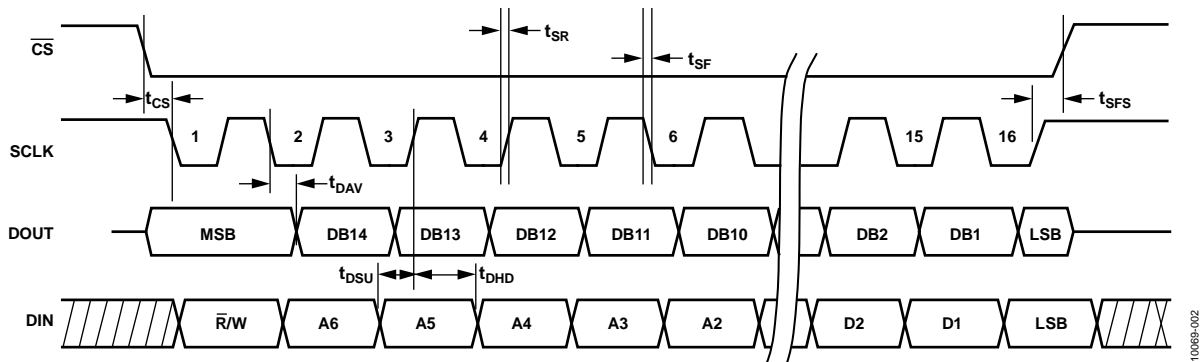 t_SR
CS
t_SF
t_CS
t_SFS
1 2 3 4 5 6 15 16
SCLK
t_DAV
DOUT MSB DB14 DB13 DB12 DB11 DB10 DB2 DB1 LSB
t_DSU t_DHD
DIN R̅/W A6 A5 A4 A3 A2 D2 D1 LSB
10069-002